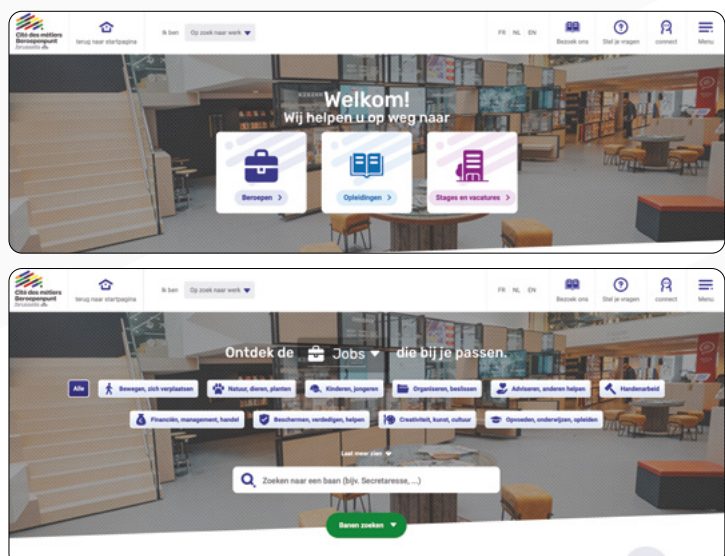 Cité des métiers
Beroepenpunt
brussels
terug naar startpagina
Ik ben
Op zoek naar werk
FR NL EN
Bezoek ons
Stel je vragen
connect
Menu
Welkom!
Wij helpen u op weg naar
Beroepen >
Opleidingen >
Stages en vacatures >
Cité des métiers
Beroepenpunt
brussels
terug naar startpagina
Ik ben
Op zoek naar werk
FR NL EN
Bezoek ons
Stel je vragen
connect
Menu
Ontdek de Jobs die bij je passen.
Alle
Bewegen, zich verplaatsen
Natuur, dieren, planten
Kinderen, jongeren
Organiseren, beslissen
Adviseren, anderen helpen
Handenarbeid
Financiën, management, handel
Beschermen, verdedigen, helpen
Creativiteit, kunst, cultuur
Opvoeden, onderwijzen, opleiden
Laat meer zien
Zoeken naar een baan (bijv. Secretaresse, ...)
Banen zoeken